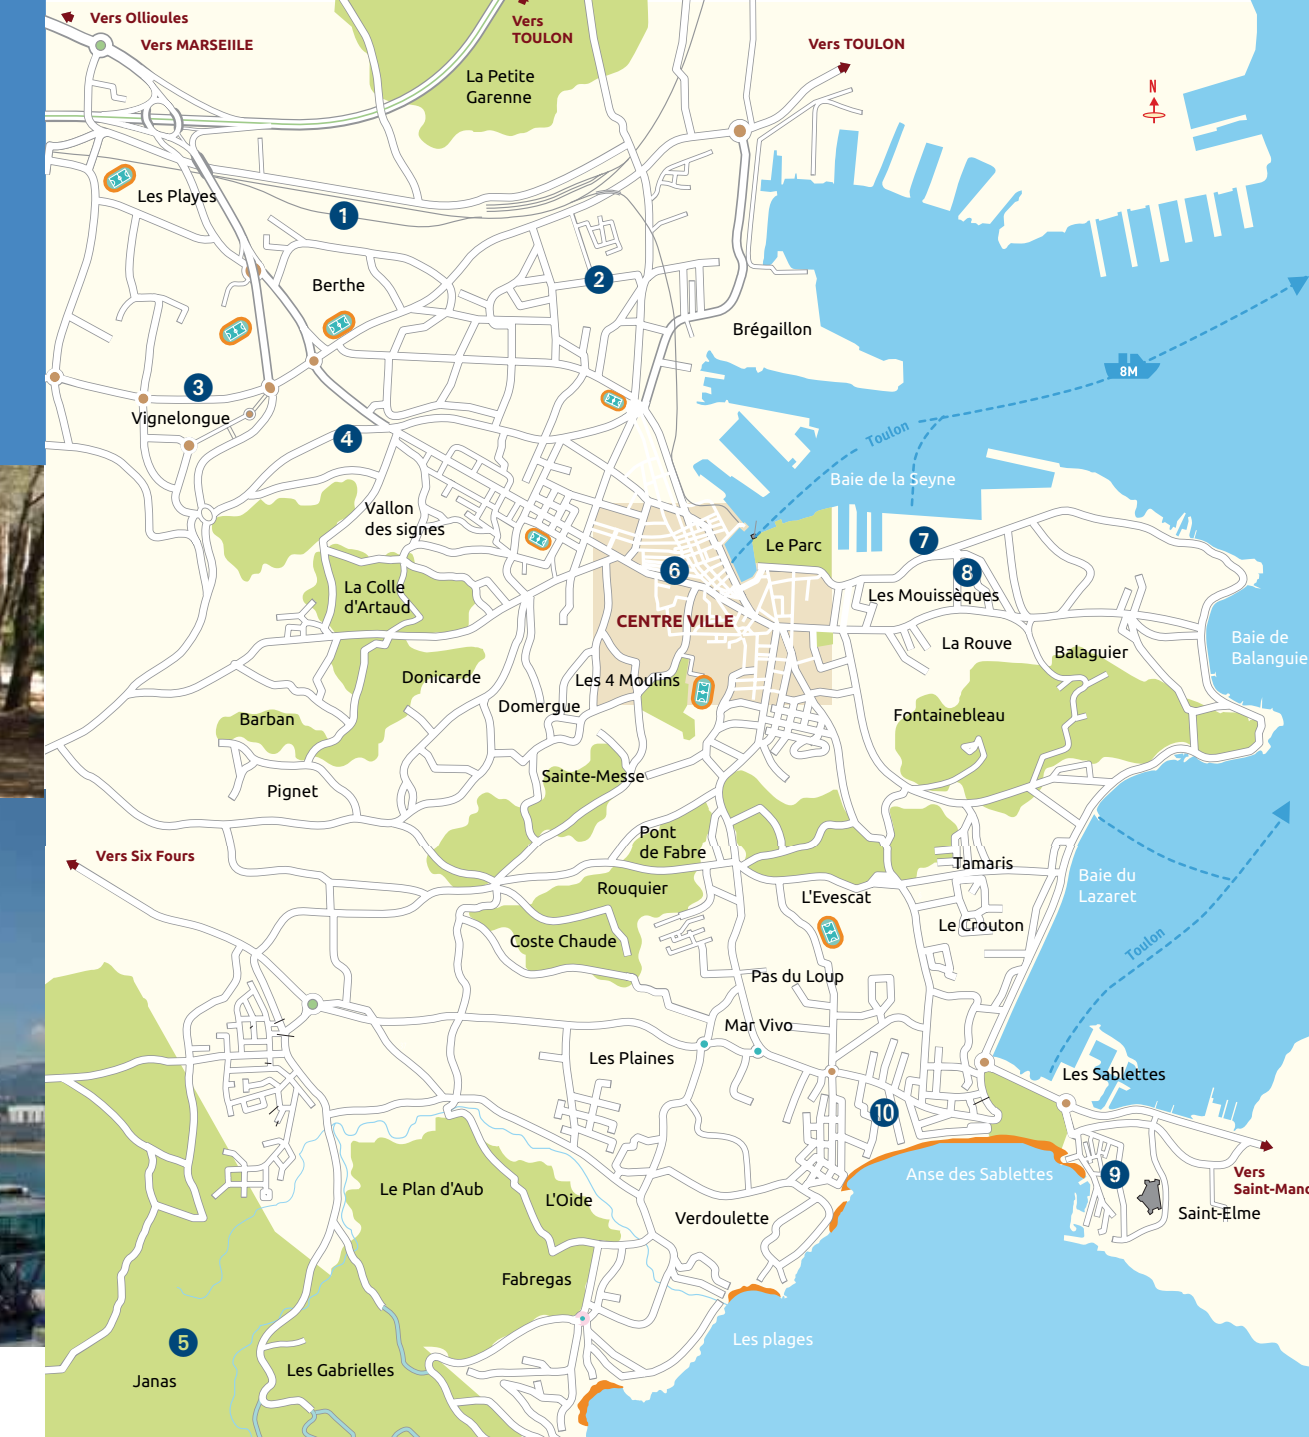 Vers Ollioules
Vers MARSEIILE
Vers
TOULON
Vers TOULON
N
La Petite
Garenne
Les Playes
1
Berthe
2
Brégaillon
8M
3
Vignelongue
4
Toulon
Baie de la Seyne
Vallon
des signes
Le Parc
7
6
8
Les Mouissèques
La Colle
d'Artaud
CENTRE VILLE
La Rouve
Balaguier
Baie de
Balanguie
Donicarde
Les 4 Moulins
Domergue
Barban
Fontainebleau
Sainte-Messe
Pignet
Pont
de Fabre
Vers Six Fours
Tamaris
Baie du
Lazaret
Rouquier
L'Evescat
Le Crouton
Coste Chaude
Toulon
Pas du Loup
Mar Vivo
Les Plaines
Les Sablettes
10
Anse des Sablettes
9
Vers
Saint-Mand
Le Plan d'Aub
L'Oide
Verdoulette
Saint-Elme
Fabregas
5
Janas
Les Gabrielles
Les plages